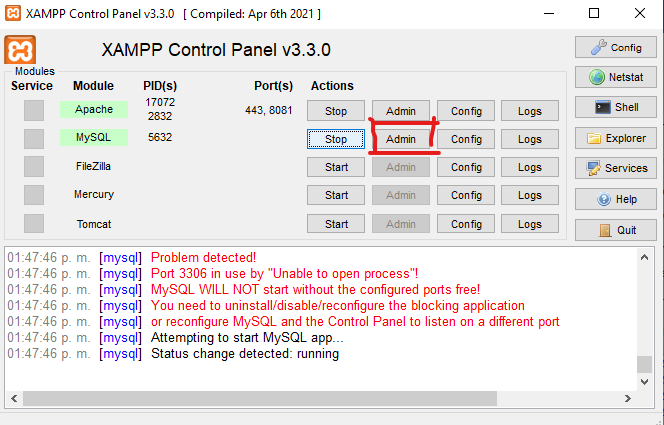 XAMPP Control Panel v3.3.0 [ Compiled: Apr 6th 2021 ]
XAMPP Control Panel v3.3.0
Config
Modules
Service Module PID(s) Port(s) Actions
Netstat
Apache 17072 2832 443, 8081 Stop Admin Config Logs
Shell
MySQL 5632 Stop Admin Config Logs
Explorer
FileZilla Start Admin Config Logs
Services
Mercury Start Admin Config Logs
Help
Tomcat Start Admin Config Logs
Quit
01:47:46 p. m. [mysql] Problem detected!
01:47:46 p. m. [mysql] Port 3306 in use by "Unable to open process"!
01:47:46 p. m. [mysql] MySQL WILL NOT start without the configured ports free!
01:47:46 p. m. [mysql] You need to uninstall/disable/reconfigure the blocking application
01:47:46 p. m. [mysql] or reconfigure MySQL and the Control Panel to listen on a different port
01:47:46 p. m. [mysql] Attempting to start MySQL app...
01:47:46 p. m. [mysql] Status change detected: running